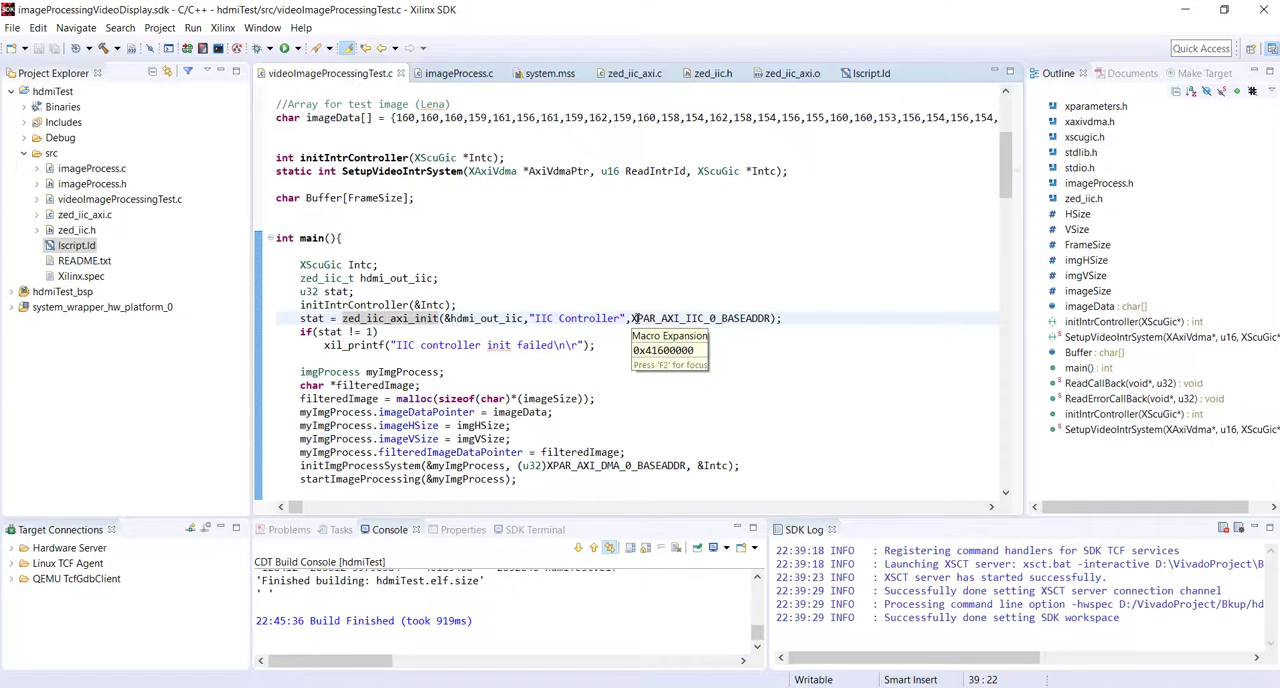 imageProcessingVideoDisplay.sdk - C/C++ - hdmiTest/src/videoImageProcessingTest.c - Xilinx SDK
File Edit Navigate Search Project Run Xilinx Window Help
Quick Access
Project Explorer
hdmiTest
Binaries
Includes
Debug
src
imageProcess.c
imageProcess.h
videoImageProcessingTest.c
zed_iic_axi.c
zed_iic.h
lscript.ld
README.txt
Xilinx.spec
hdmiTest_bsp
system_wrapper_hw_platform_0
videoImageProcessingTest.c imageProcess.c system.mss zed_iic_axi.c zed_iic.h zed_iic_axi.o lscript.ld
//Array for test image (Lena)
char imageData[] = {160,160,160,159,161,156,161,159,162,159,160,158,154,162,158,154,156,155,160,160,153,156,154,156,154,
int initIntrController(XScuGic *Intc);
static int SetupVideoIntrSystem(XAxiVdma *AxiVdmaPtr, u16 ReadIntrId, XScuGic *Intc);
char Buffer[FrameSize];
int main(){
XScuGic Intc;
zed_iic_t hdmi_out_iic;
u32 stat;
initIntrController(&Intc);
stat = zed_iic_axi_init(&hdmi_out_iic,"IIC Controller",XPAR_AXI_IIC_0_BASEADDR);
if(stat != 1)
xil_printf("IIC controller init failed\n\r");
Macro Expansion
0x41600000
Press 'F2' for focus
imgProcess myImgProcess;
char *filteredImage;
filteredImage = malloc(sizeof(char)*(imageSize));
myImgProcess.imageDataPointer = imageData;
myImgProcess.imageHSize = imgHSize;
myImgProcess.imageVSize = imgVSize;
myImgProcess.filteredImageDataPointer = filteredImage;
initImgProcessSystem(&myImgProcess, (u32)XPAR_AXI_DMA_0_BASEADDR, &Intc);
startImageProcessing(&myImgProcess);
Outline Documents Make Target
xparameters.h
xaxivdma.h
xscugic.h
stdlib.h
stdio.h
imageProcess.h
zed_iic.h
HSize
VSize
FrameSize
imgHSize
imgVSize
imageSize
imageData : char[]
initIntrController(XScuGic*) : int
SetupVideoIntrSystem(XAxiVdma*, u16, XScuGic*
Buffer : char[]
main() : int
ReadCallBack(void*, u32) : void
ReadErrorCallBack(void*, u32) : void
initIntrController(XScuGic*) : int
SetupVideoIntrSystem(XAxiVdma*, u16, XScuGic*
Target Connections
Hardware Server
Linux TCF Agent
QEMU TcfGdbClient
Problems Tasks Console Properties SDK Terminal
CDT Build Console [hdmiTest]
'Finished building: hdmiTest.elf.size'
' '
22:45:36 Build Finished (took 919ms)
SDK Log
22:39:18 INFO : Registering command handlers for SDK TCF services
22:39:18 INFO : Launching XSCT server: xsct.bat -interactive D:\VivadoProject\B
22:39:23 INFO : XSCT server has started successfully.
22:39:29 INFO : Successfully done setting XSCT server connection channel
22:39:29 INFO : Processing command line option -hwspec D:/VivadoProject/Bkup/hd
22:39:29 INFO : Successfully done setting SDK workspace
Writable Smart Insert 39 : 22